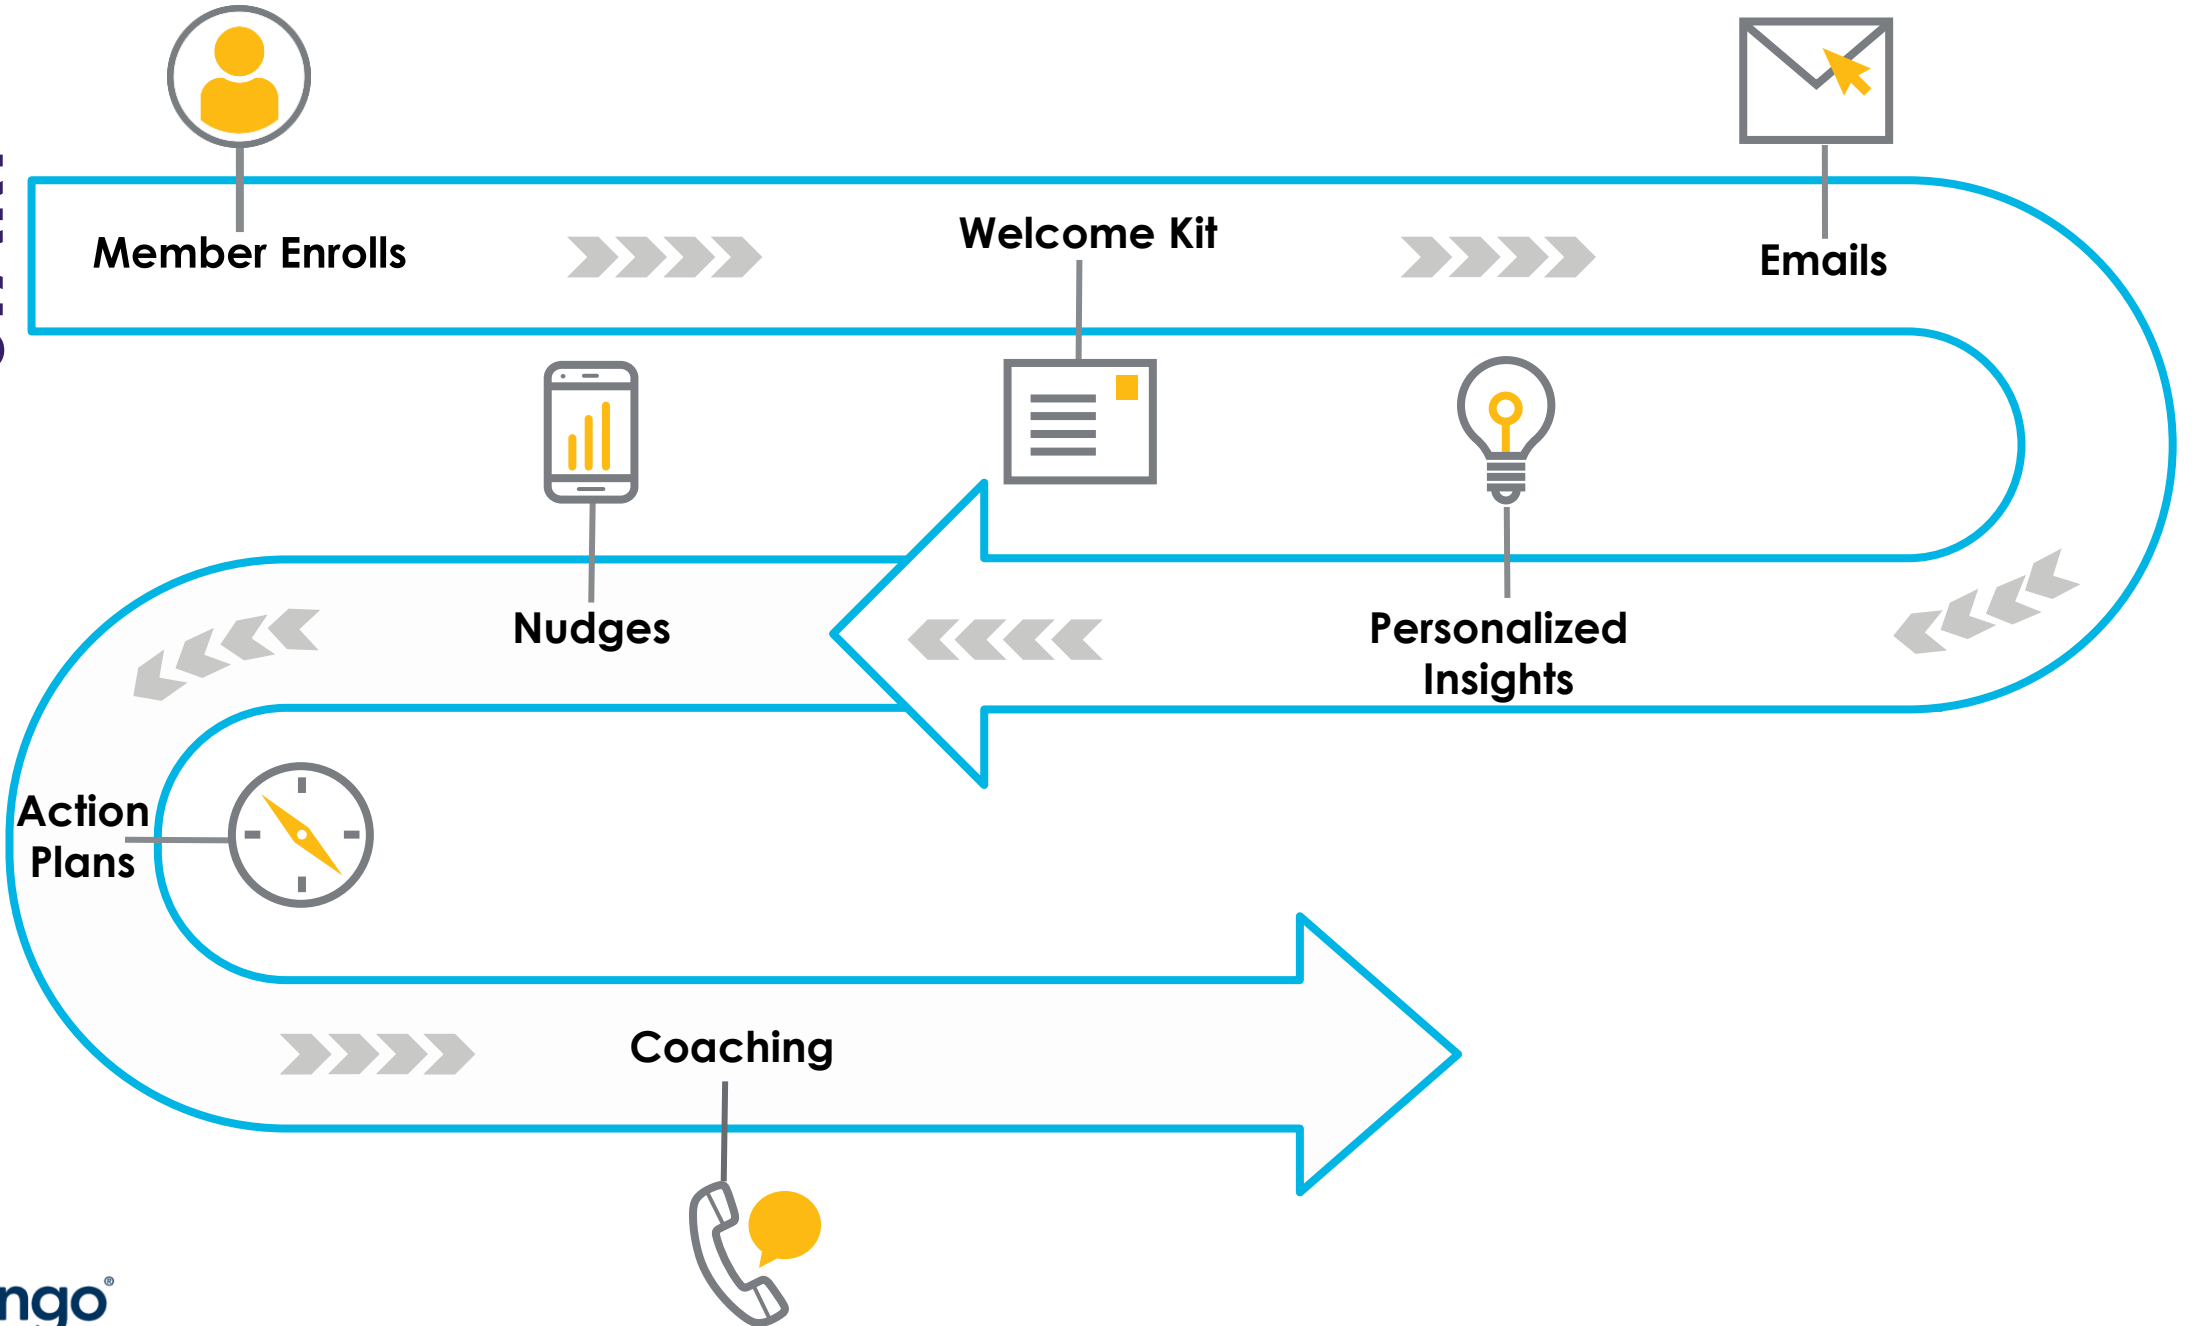 Member Enrolls
Welcome Kit
Emails
Nudges
Personalized
Insights
Action
Plans
Coaching
ngo®